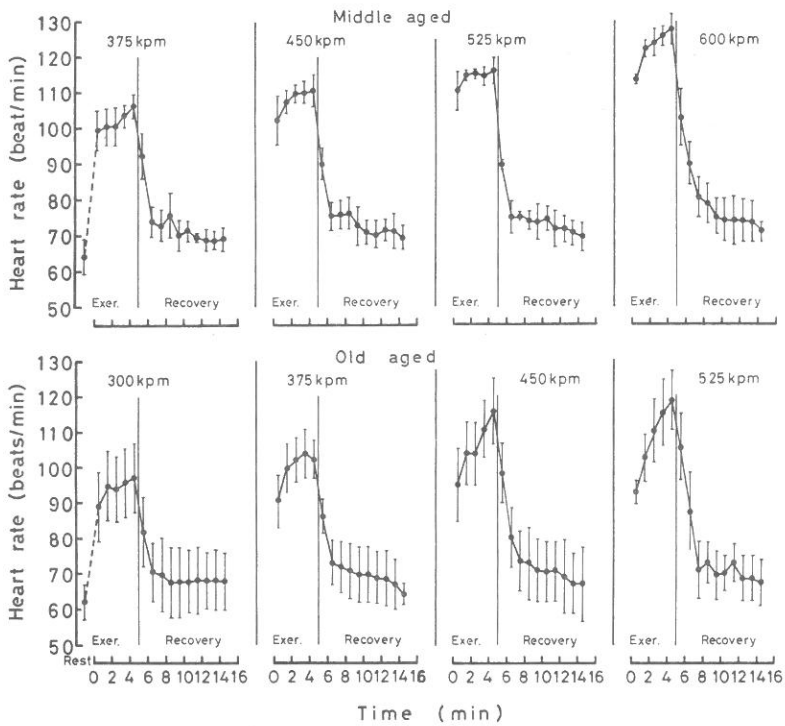 Middle aged
375 kpm 450 kpm 525 kpm 600 kpm
Heart rate (beat/min)
130
120
110
100
90
80
70
60
50
Exer. Recovery Exer. Recovery Exer. Recovery Exer. Recovery
Old aged
300 kpm 375 kpm 450 kpm 525 kpm
Heart rate (beats/min)
130
120
110
100
90
80
70
60
50
Exer. Recovery Exer. Recovery Exer. Recovery Exer. Recovery
Rest
0 2 4 6 8 10 12 14 16 0 2 4 6 8 10 12 14 16 0 2 4 6 8 10 12 14 16 0 2 4 6 8 10 12 14 16
Time (min)